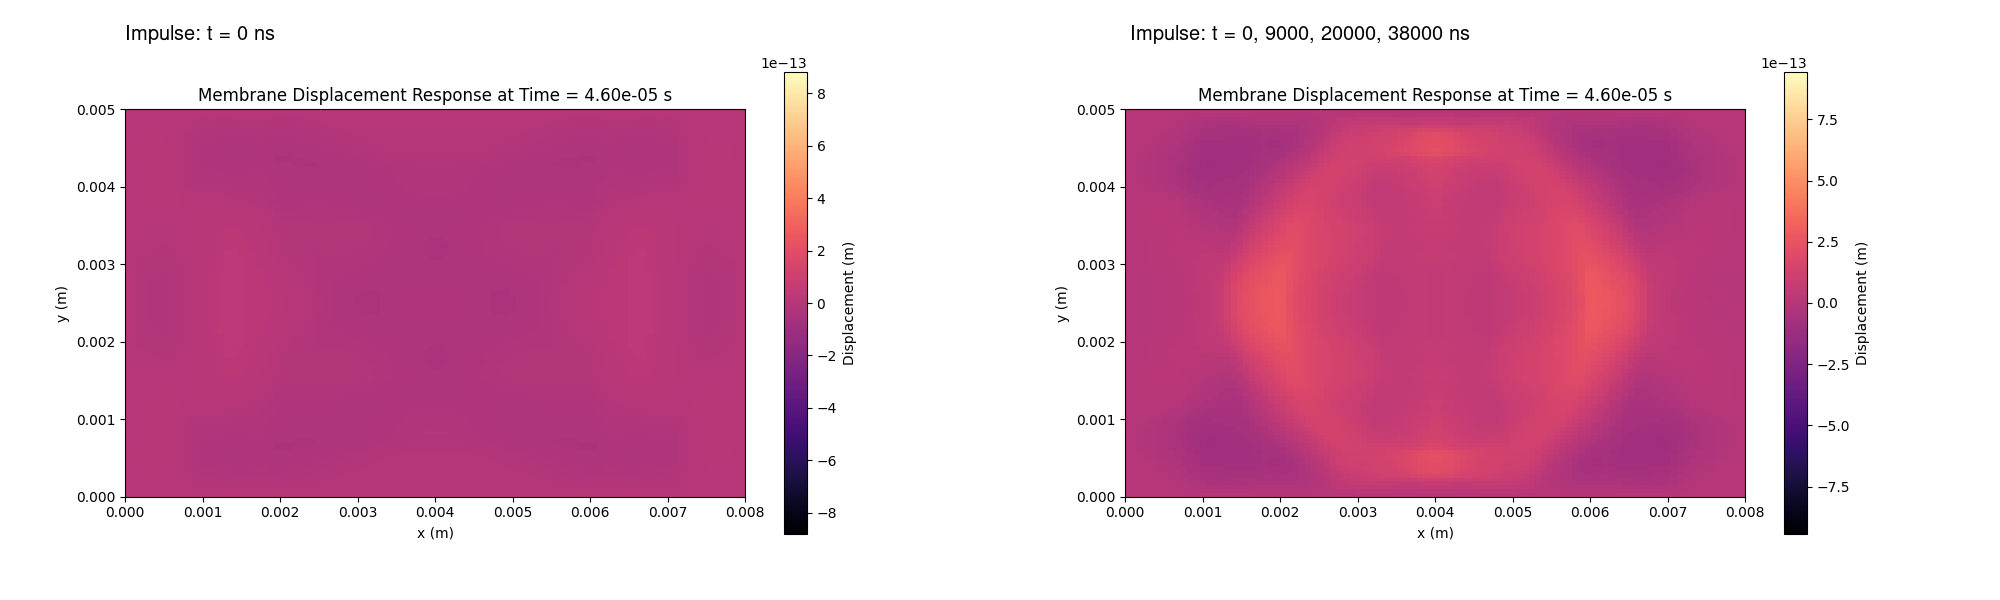 Impulse: t = 0 ns
1e−13
Membrane Displacement Response at Time = 4.60e-05 s
0.005
0.004
0.003
0.002
0.001
0.000
y (m)
0.000 0.001 0.002 0.003 0.004 0.005 0.006 0.007 0.008
x (m)
8
6
4
2
0
−2
−4
−6
−8
Displacement (m)
Impulse: t = 0, 9000, 20000, 38000 ns
1e−13
Membrane Displacement Response at Time = 4.60e-05 s
0.005
0.004
0.003
0.002
0.001
0.000
y (m)
0.000 0.001 0.002 0.003 0.004 0.005 0.006 0.007 0.008
x (m)
7.5
5.0
2.5
0.0
−2.5
−5.0
−7.5
Displacement (m)